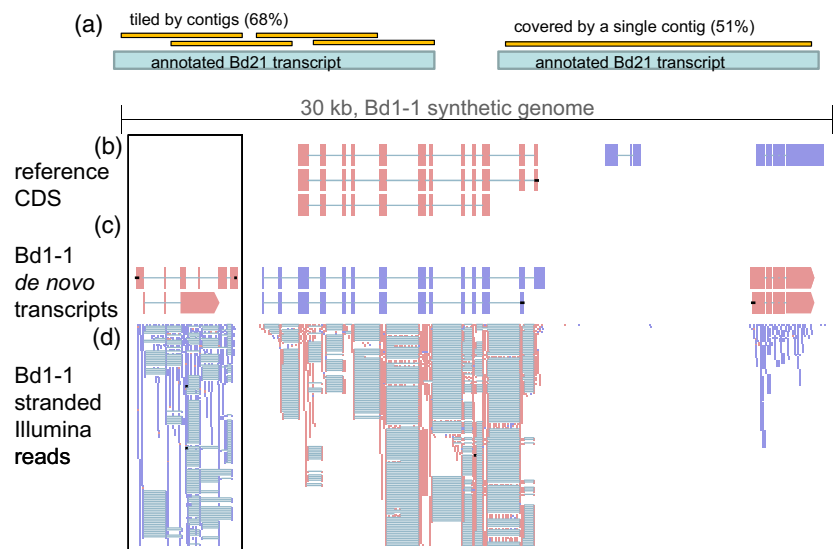 (a)
tiled by contigs (68%)
annotated Bd21 transcript
covered by a single contig (51%)
annotated Bd21 transcript
30 kb, Bd1-1 synthetic genome
(b)
reference
CDS
(c)
Bd1-1
de novo
transcripts
(d)
Bd1-1
stranded
Illumina
reads